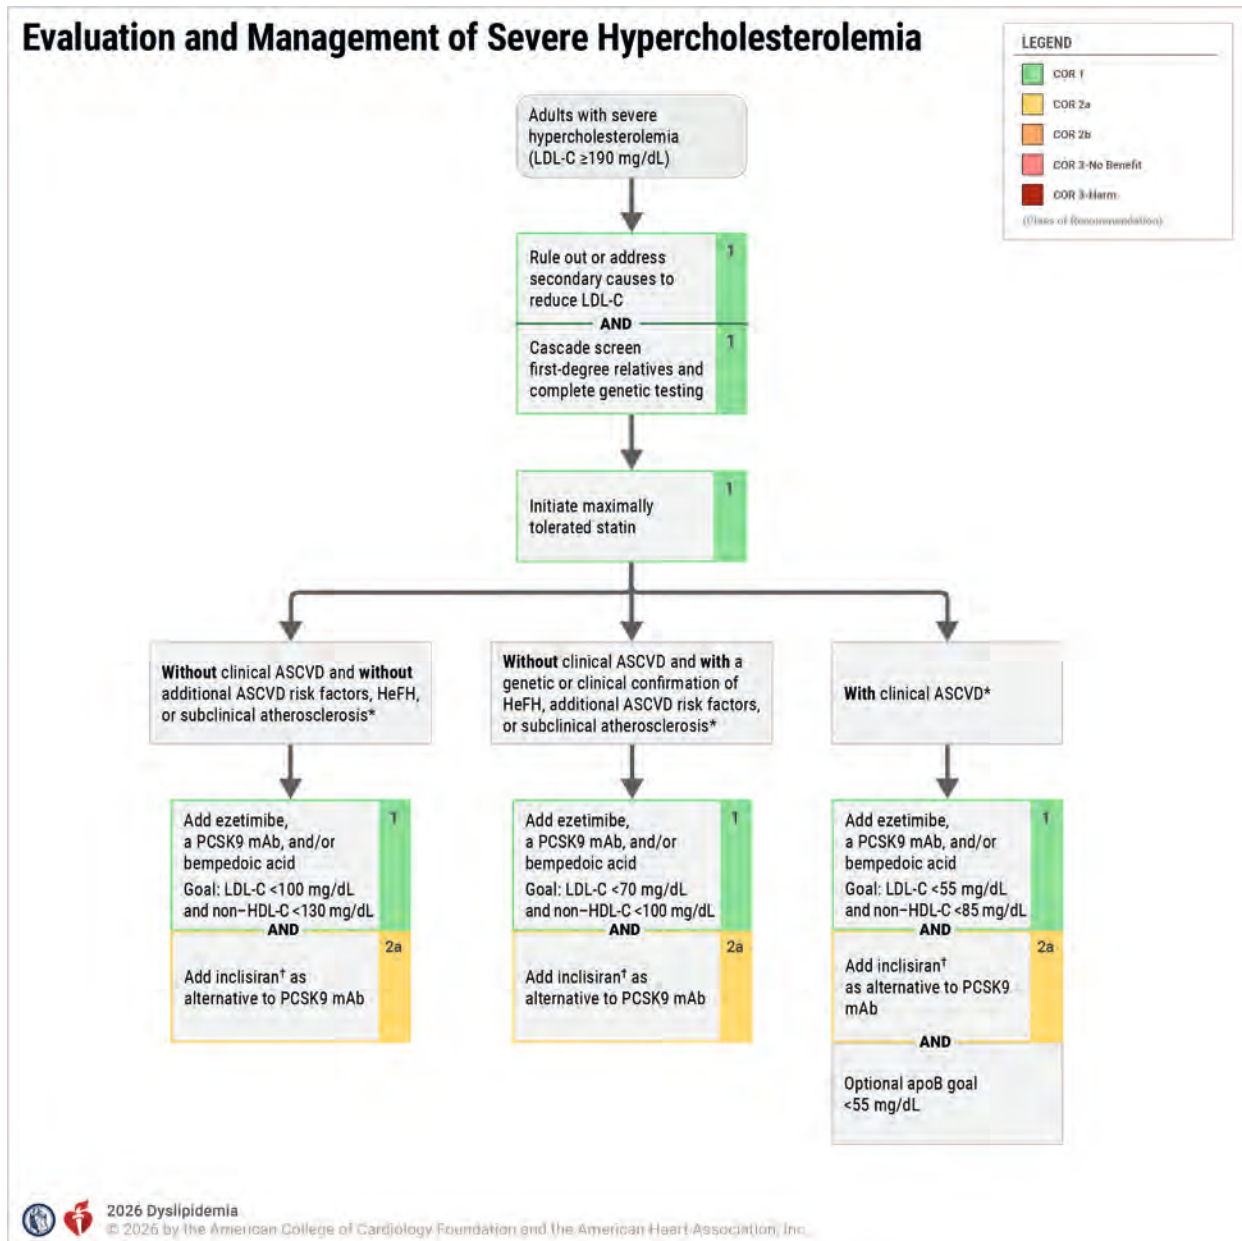 Evaluation and Management of Severe Hypercholesterolemia
LEGEND
COR 1
COR 2a
COR 2b
COR 3-No Benefit
COR 3-Harm
(Class of Recommendation)
Adults with severe
hypercholesterolemia
(LDL-C ≥190 mg/dL)
Rule out or address
secondary causes to
reduce LDL-C
1
AND
Cascade screen
first-degree relatives and
complete genetic testing
1
Initiate maximally
tolerated statin
1
Without clinical ASCVD and without
additional ASCVD risk factors, HeFH,
or subclinical atherosclerosis*
Without clinical ASCVD and with a
genetic or clinical confirmation of
HeFH, additional ASCVD risk factors,
or subclinical atherosclerosis*
With clinical ASCVD*
Add ezetimibe,
a PCSK9 mAb, and/or
bempedoic acid
Goal: LDL-C <100 mg/dL
and non–HDL-C <130 mg/dL
1
AND
Add inclisiran† as
alternative to PCSK9 mAb
2a
Add ezetimibe,
a PCSK9 mAb, and/or
bempedoic acid
Goal: LDL-C <70 mg/dL
and non–HDL-C <100 mg/dL
1
AND
Add inclisiran† as
alternative to PCSK9 mAb
2a
Add ezetimibe,
a PCSK9 mAb, and/or
bempedoic acid
Goal: LDL-C <55 mg/dL
and non–HDL-C <85 mg/dL
1
AND
Add inclisiran†
as alternative to PCSK9
mAb
2a
AND
Optional apoB goal
<55 mg/dL
2026 Dyslipidemia
© 2026 by the American College of Cardiology Foundation and the American Heart Association, Inc.